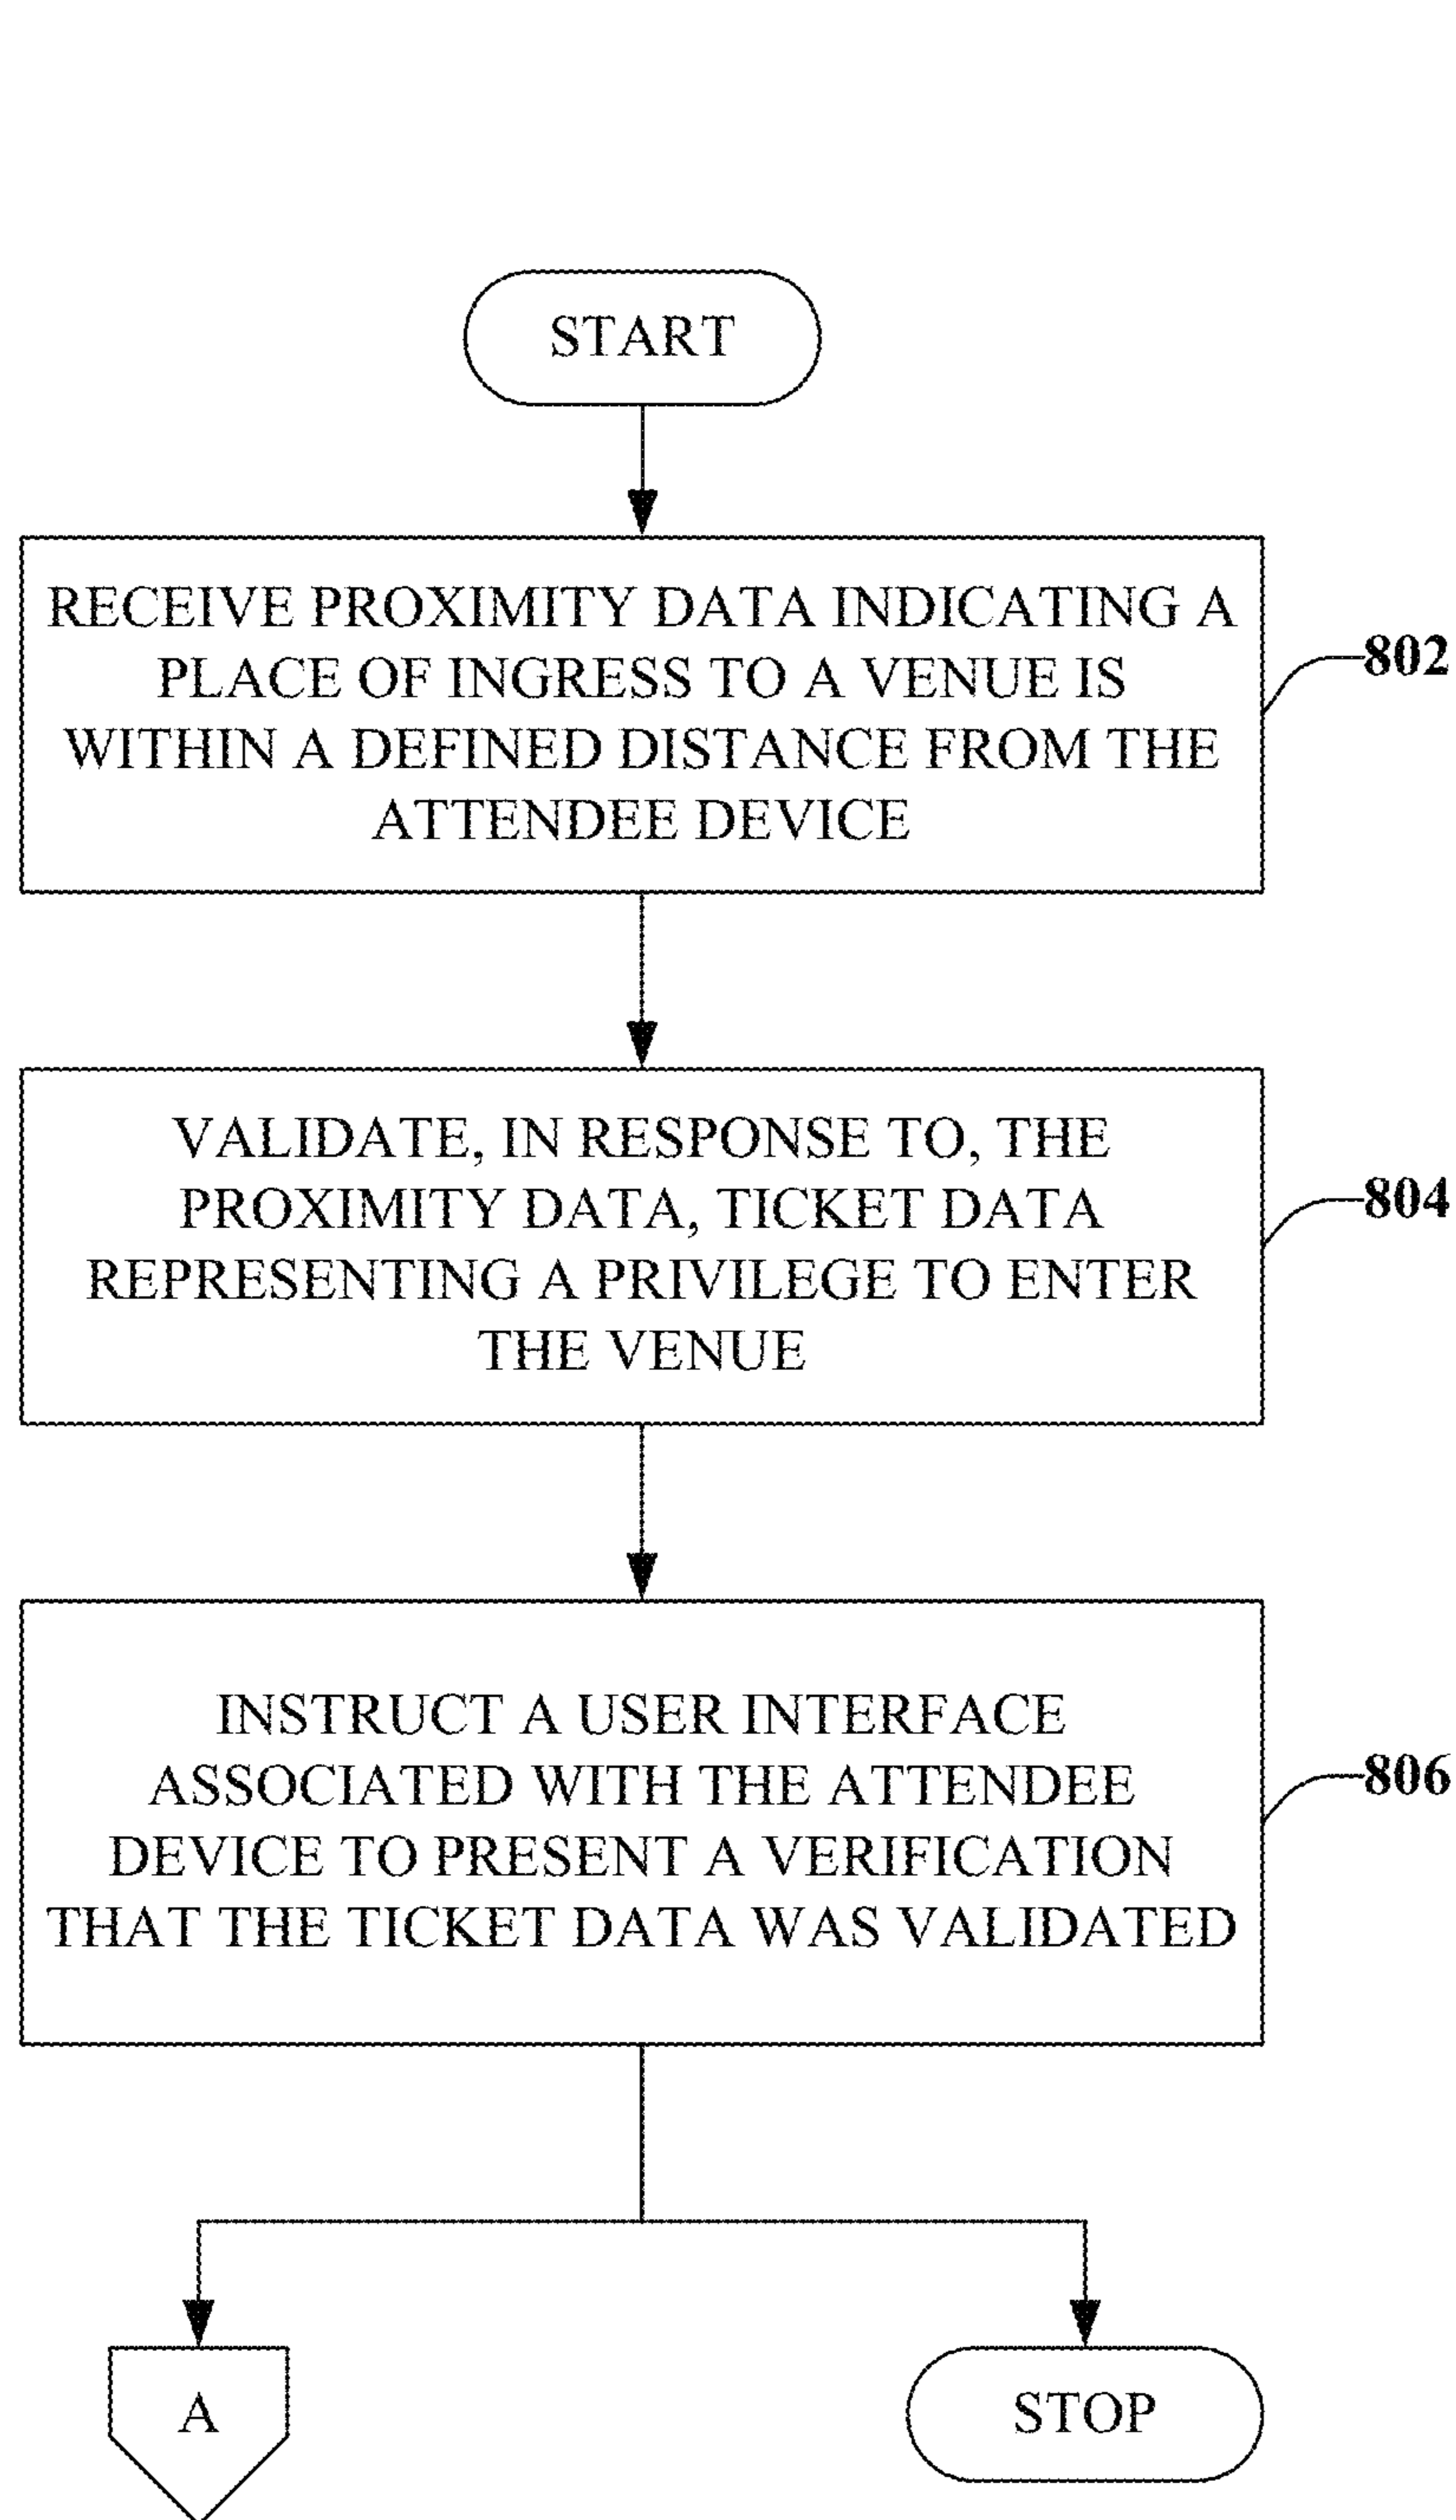 START
RECEIVE PROXIMITY DATA INDICATING A
PLACE OF INGRESS TO A VENUE IS
WITHIN A DEFINED DISTANCE FROM THE
ATTENDEE DEVICE
802
VALIDATE, IN RESPONSE TO, THE
PROXIMITY DATA, TICKET DATA
REPRESENTING A PRIVILEGE TO ENTER
THE VENUE
804
INSTRUCT A USER INTERFACE
ASSOCIATED WITH THE ATTENDEE
DEVICE TO PRESENT A VERIFICATION
THAT THE TICKET DATA WAS VALIDATED
806
A
STOP